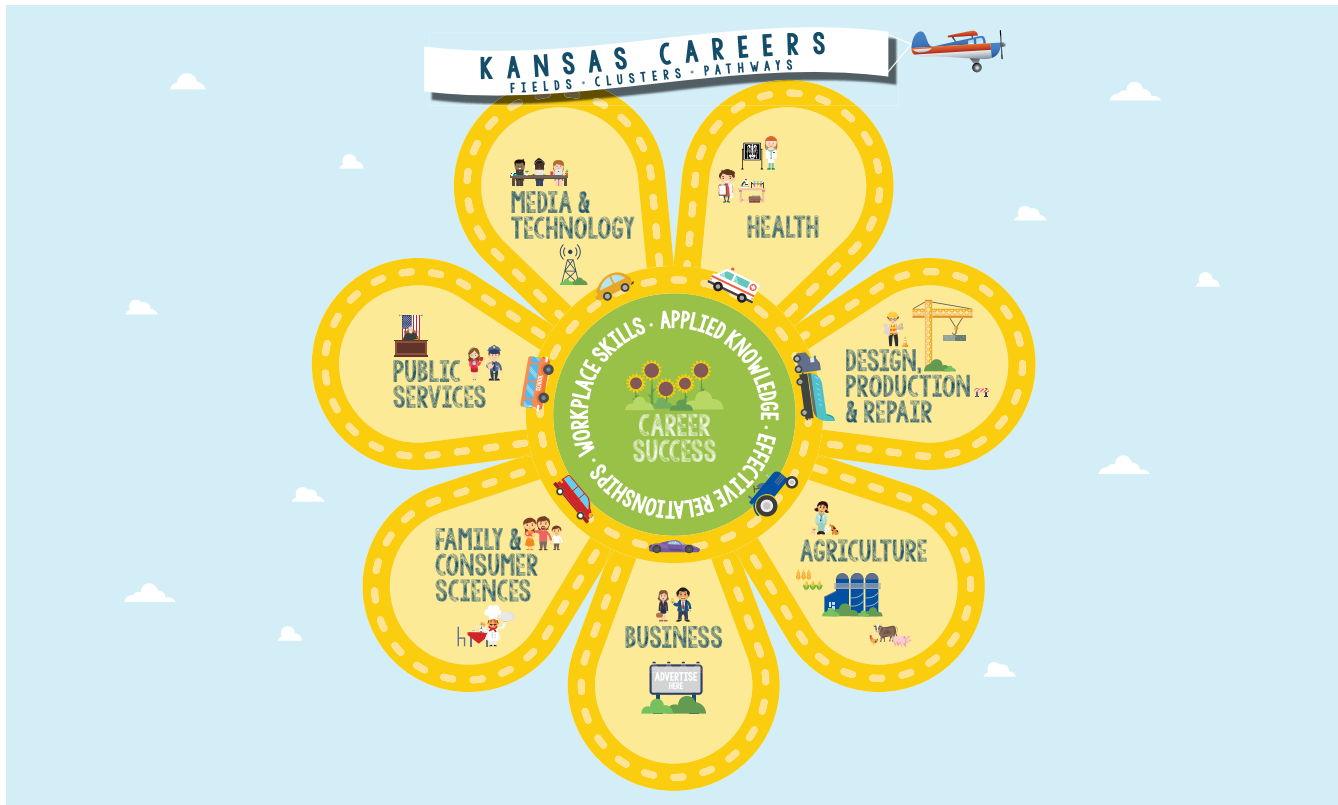 KANSAS CAREERS
FIELDS • CLUSTERS • PATHWAYS
MEDIA &
TECHNOLOGY
HEALTH
PUBLIC
SERVICES
DESIGN,
PRODUCTION
& REPAIR
WORKPLACE SKILLS · APPLIED KNOWLEDGE · EFFECTIVE RELATIONSHIPS ·
CAREER
SUCCESS
SCHOOL
FAMILY &
CONSUMER
SCIENCES
AGRICULTURE
BUSINESS
ADVERTISE
HERE